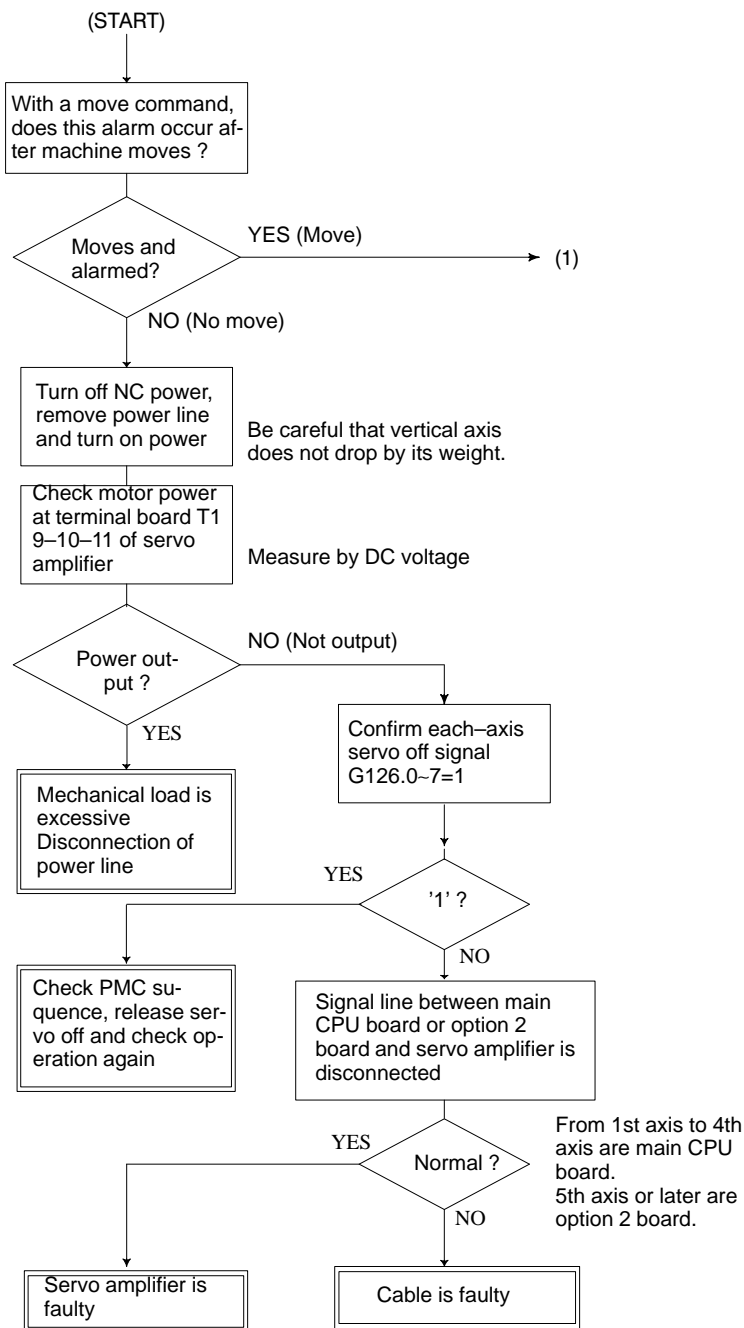 (START)
With a move command,
does this alarm occur af-
ter machine moves ?
Moves and
alarmed?
YES (Move)
(1)
NO (No move)
Turn off NC power,
remove power line
and turn on power
Be careful that vertical axis
does not drop by its weight.
Check motor power
at terminal board T1
9–10–11 of servo
amplifier
Measure by DC voltage
Power out-
put ?
NO (Not output)
YES
Confirm each–axis
servo off signal
G126.0~7=1
Mechanical load is
excessive
Disconnection of
power line
'1' ?
YES
NO
Check PMC su-
quence, release ser-
vo off and check op-
eration again
Signal line between main
CPU board or option 2
board and servo amplifier is
disconnected
From 1st axis to 4th
axis are main CPU
board.
5th axis or later are
option 2 board.
Normal ?
YES
NO
Servo amplifier is
faulty
Cable is faulty